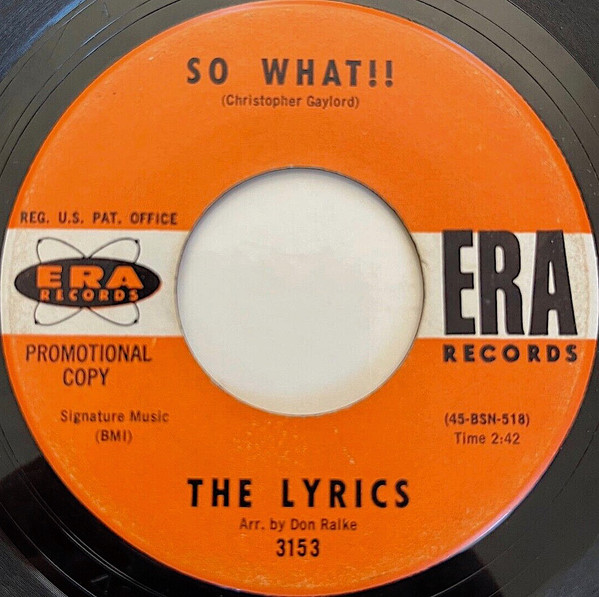 SO WHAT!!
(Christopher Gaylord)
REG. U.S. PAT. OFFICE
ERA
RECORDS
ERA
RECORDS
PROMOTIONAL
COPY
Signature Music
(BMI)
(45-BSN-518)
Time 2:42
THE LYRICS
Arr. by Don Ralke
3153